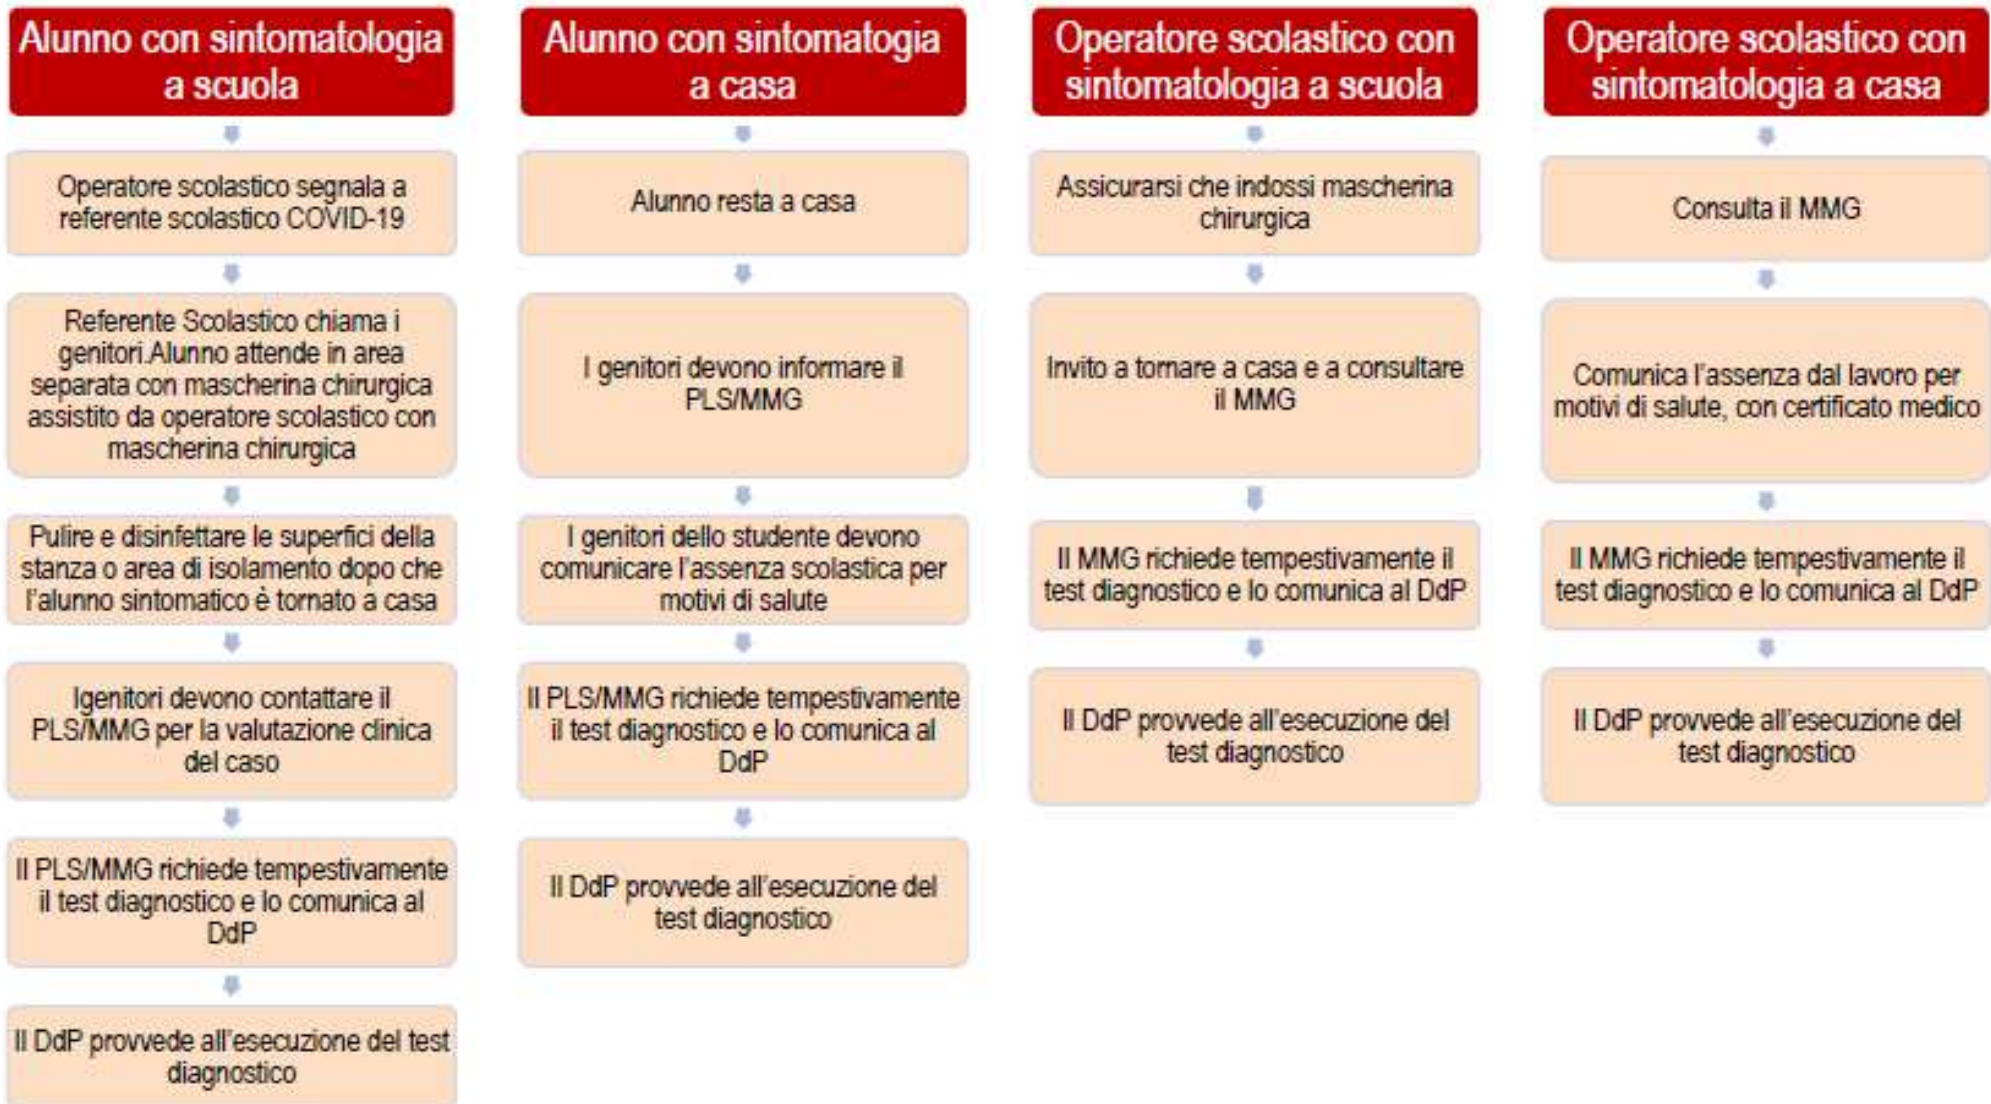 Alunno con sintomatologia
a scuola
Operatore scolastico segnala a
referente scolastico COVID-19
Referente Scolastico chiama i
genitori.Alunno attende in area
separata con mascherina chirurgica
assistito da operatore scolastico con
mascherina chirurgica
Pulire e disinfettare le superfici della
stanza o area di isolamento dopo che
l'alunno sintomatico è tornato a casa
Igenitori devono contattare il
PLS/MMG per la valutazione clinica
del caso
Il PLS/MMG richiede tempestivamente
il test diagnostico e lo comunica al
DdP
Il DdP provvede all'esecuzione del test
diagnostico
Alunno con sintomatogia
a casa
Alunno resta a casa
I genitori devono informare il
PLS/MMG
I genitori dello studente devono
comunicare l'assenza scolastica per
motivi di salute
Il PLS/MMG richiede tempestivamente
il test diagnostico e lo comunica al
DdP
Il DdP provvede all'esecuzione del
test diagnostico
Operatore scolastico con
sintomatologia a scuola
Assicurarsi che indossi mascherina
chirurgica
Invito a tornare a casa e a consultare
il MMG
Il MMG richiede tempestivamente il
test diagnostico e lo comunica al DdP
Il DdP provvede all'esecuzione del
test diagnostico
Operatore scolastico con
sintomatologia a casa
Consulta il MMG
Comunica l'assenza dal lavoro per
motivi di salute, con certificato medico
Il MMG richiede tempestivamente il
test diagnostico e lo comunica al DdP
Il DdP provvede all'esecuzione del
test diagnostico